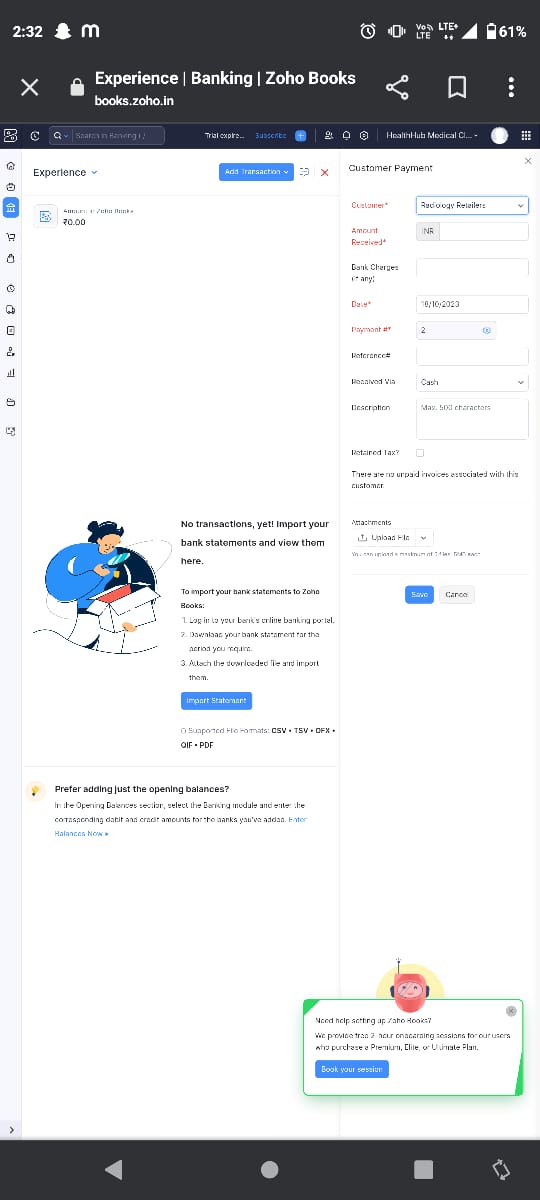 2:32
Vo)) LTE
LTE+
61%
Experience | Banking | Zoho Books
books.zoho.in
Search in Banking ( / )
Trial expire...
Subscribe
HealthHub Medical Cl...
Experience
Add Transaction
Amount in Zoho Books
₹0.00
No transactions, yet! Import your
bank statements and view them
here.
To import your bank statements to Zoho
Books:
1. Log in to your bank's online banking portal.
2. Download your bank statement for the
period you require.
3. Attach the downloaded file and import
them.
Import Statement
Supported File Formats: CSV • TSV • OFX •
QIF • PDF
Prefer adding just the opening balances?
In the Opening Balances section, select the Banking module and enter the
corresponding debit and credit amounts for the banks you've added. Enter
Balances Now ▸
Customer Payment
Customer*
Radiology Retailers
Amount
Received*
INR
Bank Charges
(if any)
Date*
18/10/2023
Payment #*
2
Reference#
Received Via
Cash
Description
Max. 500 characters
Retained Tax?
There are no unpaid invoices associated with this
customer.
Attachments
Upload File
You can upload a maximum of 5 files, 5MB each
Save
Cancel
Need help setting up Zoho Books?
We provide free 2-hour onboarding sessions for our users
who purchase a Premium, Elite, or Ultimate Plan.
Book your session